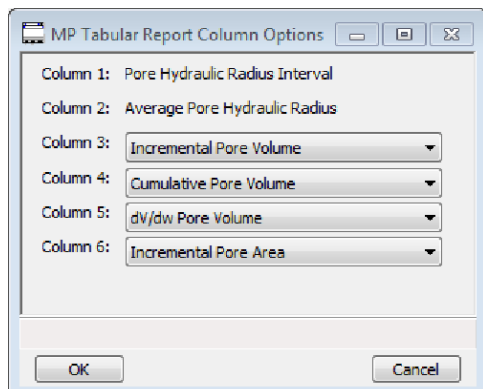 MP Tabular Report Column Options
Column 1: Pore Hydraulic Radius Interval
Column 2: Average Pore Hydraulic Radius
Column 3: Incremental Pore Volume
Column 4: Cumulative Pore Volume
Column 5: dV/dw Pore Volume
Column 6: Incremental Pore Area
OK Cancel